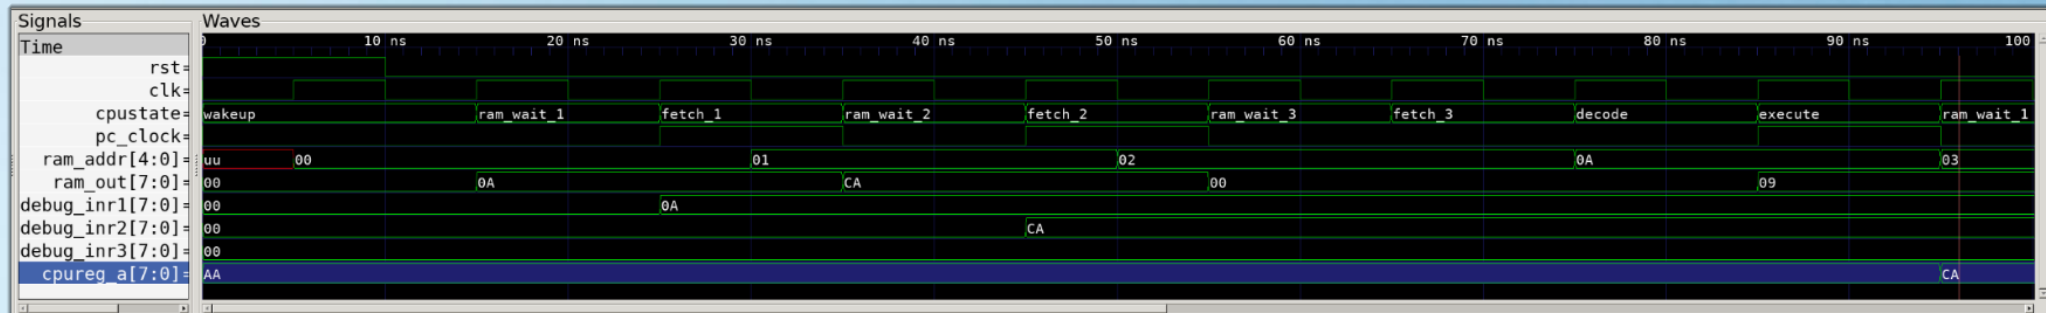 Signals Waves
Time 0 10 ns 20 ns 30 ns 40 ns 50 ns 60 ns 70 ns 80 ns 90 ns 100
rst=
clk=
cpustate= wakeup ram_wait_1 fetch_1 ram_wait_2 fetch_2 ram_wait_3 fetch_3 decode execute ram_wait_1
pc_clock=
ram_addr[4:0]= uu 00 01 02 0A 03
ram_out[7:0]= 00 0A CA 00 09
debug_inr1[7:0]= 00 0A
debug_inr2[7:0]= 00 CA
debug_inr3[7:0]= 00
cpureg_a[7:0]= AA CA